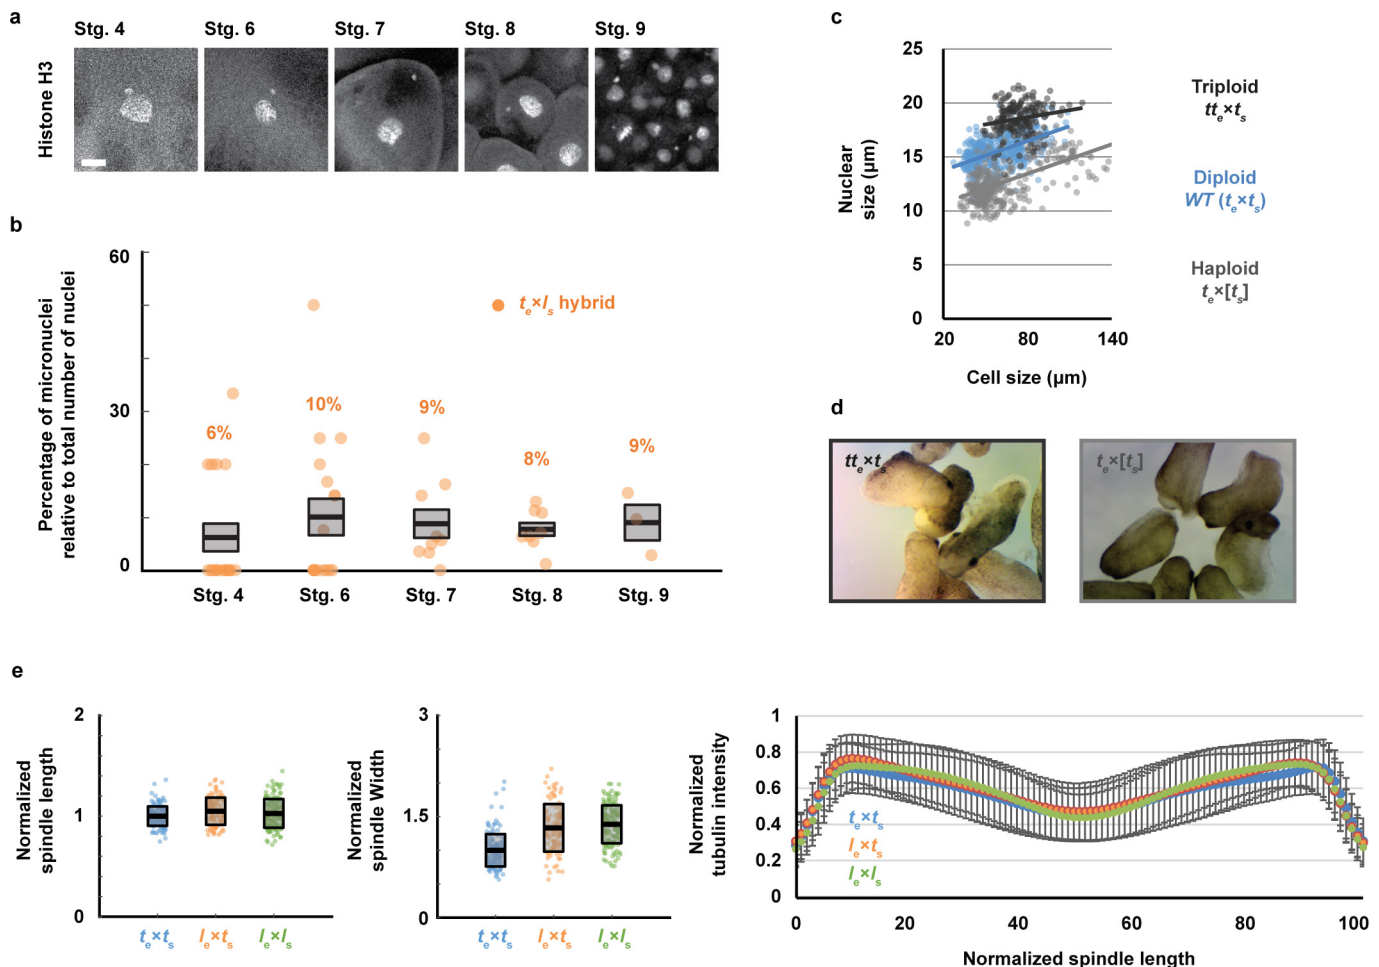 a
Stg. 4
Stg. 6
Stg. 7
Stg. 8
Stg. 9
Histone H3
b
Percentage of micronuclei
relative to total number of nuclei
60
30
0
6%
10%
9%
8%
9%
te×ls hybrid
Stg. 4
Stg. 6
Stg. 7
Stg. 8
Stg. 9
c
Nuclear
size (µm)
25
20
15
10
5
0
20
80
140
Cell size (µm)
Triploid
tte×ts
Diploid
WT (te×ts)
Haploid
te×[ts]
d
tte×ts
te×[ts]
e
Normalized
spindle length
2
1
0
te×ts
le×ts
le×ls
Normalized
spindle Width
3
1.5
0
te×ts
le×ts
le×ls
Normalized
tubulin intensity
1
0.8
0.6
0.4
0.2
0
te×ts
le×ts
le×ls
0
20
40
60
80
100
Normalized spindle length